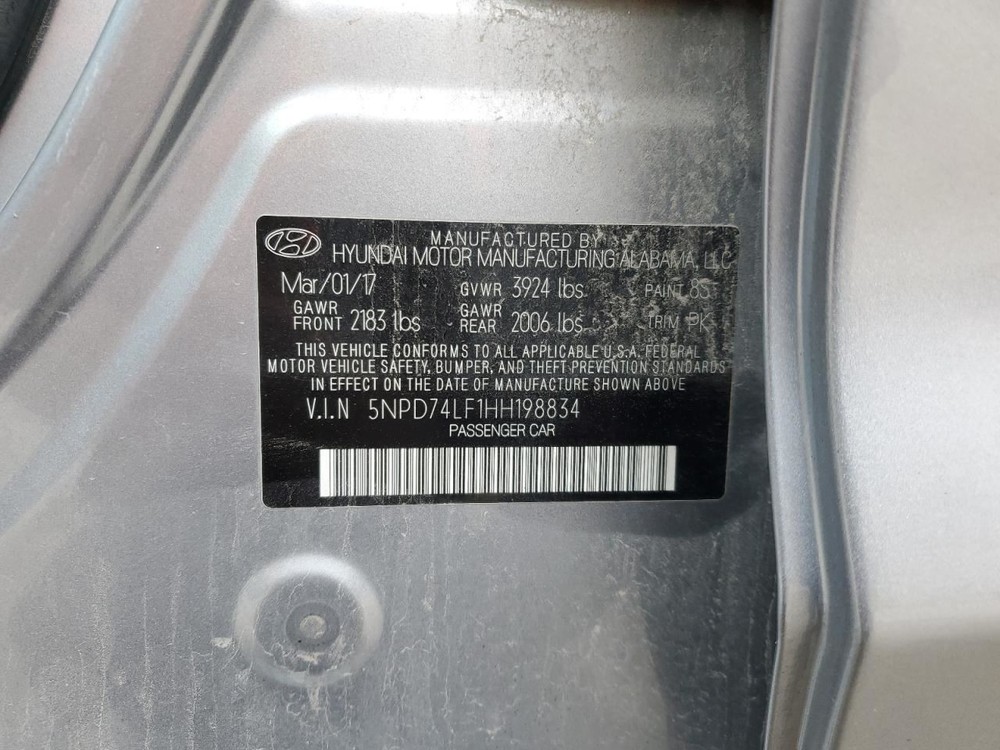 MANUFACTURED BY
HYUNDAI MOTOR MANUFACTURING ALABAMA, LLC
Mar/01/17 GVWR 3924 lbs PAINT 8S
GAWR FRONT 2183 lbs GAWR REAR 2006 lbs TRIM PK
THIS VEHICLE CONFORMS TO ALL APPLICABLE U.S.A. FEDERAL
MOTOR VEHICLE SAFETY, BUMPER, AND THEFT PREVENTION STANDARDS
IN EFFECT ON THE DATE OF MANUFACTURE SHOWN ABOVE
V.I.N 5NPD74LF1HH198834
PASSENGER CAR